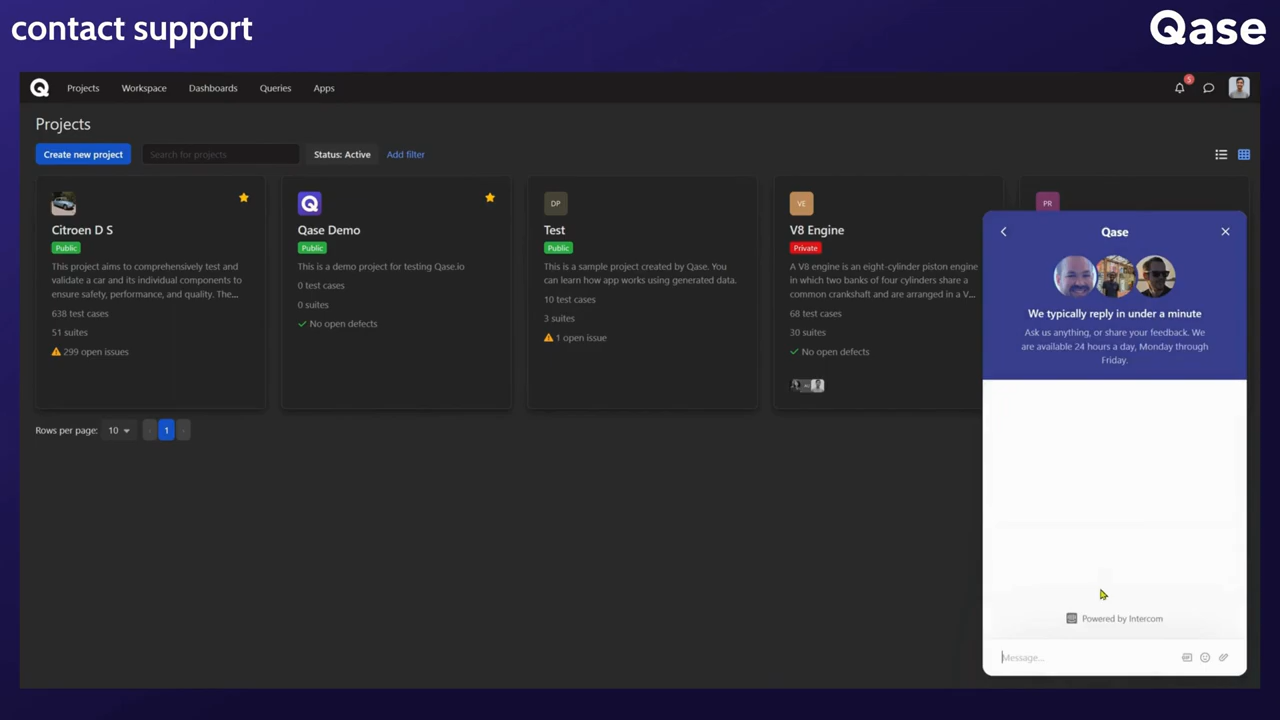 contact support
Qase
Projects
Workspace
Dashboards
Queries
Apps
5
Projects
Create new project
Search for projects
Status: Active
Add filter
Citroen D S
Public
This project aims to comprehensively test and
validate a car and its individual components to
ensure safety, performance, and quality. The...
638 test cases
51 suites
299 open issues
Qase Demo
Public
This is a demo project for testing Qase.io
0 test cases
0 suites
No open defects
DP
Test
Public
This is a sample project created by Qase. You
can learn how app works using generated data.
10 test cases
3 suites
1 open issue
VE
V8 Engine
Private
A V8 engine is an eight-cylinder piston engine
in which two banks of four cylinders share a
common crankshaft and are arranged in a V...
68 test cases
30 suites
No open defects
PR
Rows per page:
10
1
Qase
We typically reply in under a minute
Ask us anything, or share your feedback. We
are available 24 hours a day, Monday through
Friday.
Powered by Intercom
Message...